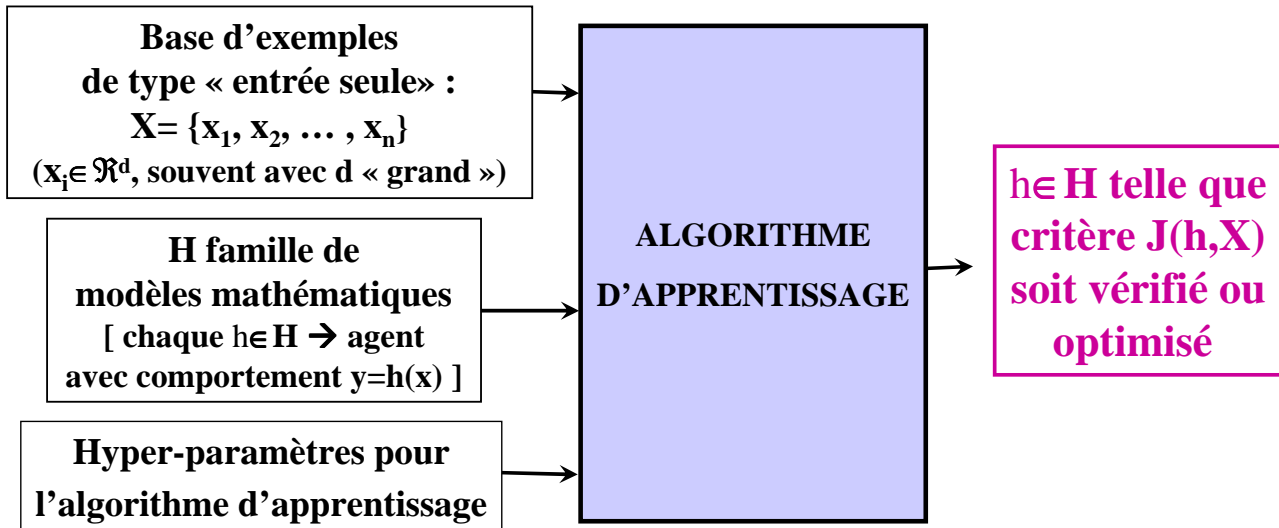 Base d’exemples
de type « entrée seule» :
X= {x₁, x₂, … , xₙ}
(xᵢ∈ ℜᵈ, souvent avec d « grand »)
H famille de
modèles mathématiques
[ chaque h∈ H → agent
avec comportement y=h(x) ]
Hyper-paramètres pour
l’algorithme d’apprentissage
ALGORITHME
D’APPRENTISSAGE
h∈ H telle que
critère J(h,X)
soit vérifié ou
optimisé